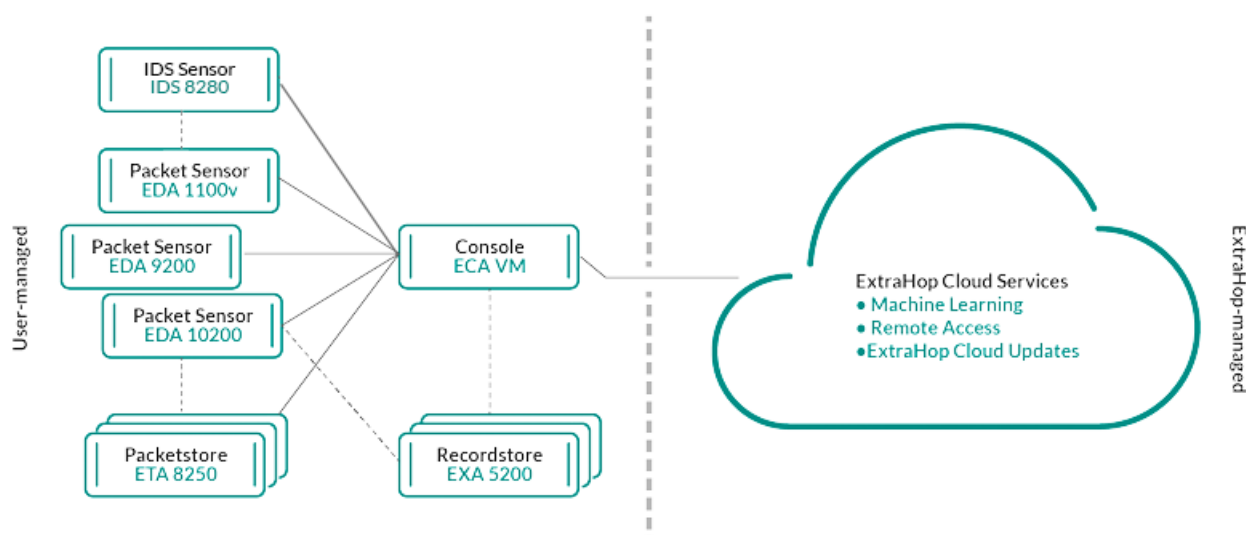 User-managed
IDS Sensor
IDS 8280
Packet Sensor
EDA 1100v
Packet Sensor
EDA 9200
Packet Sensor
EDA 10200
Packetstore
ETA 8250
Console
ECA VM
Recordstore
EXA 5200
ExtraHop Cloud Services
● Machine Learning
● Remote Access
●ExtraHop Cloud Updates
ExtraHop-managed